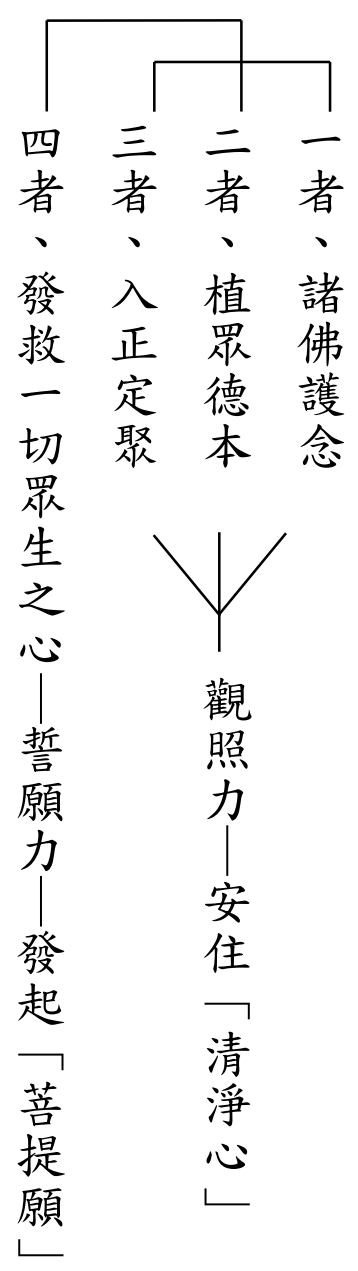 一者、諸佛護念
二者、植眾德本
三者、入正定聚
觀照力—安住「清淨心」
四者、發救一切眾生之心—誓願力—發起「菩提願」